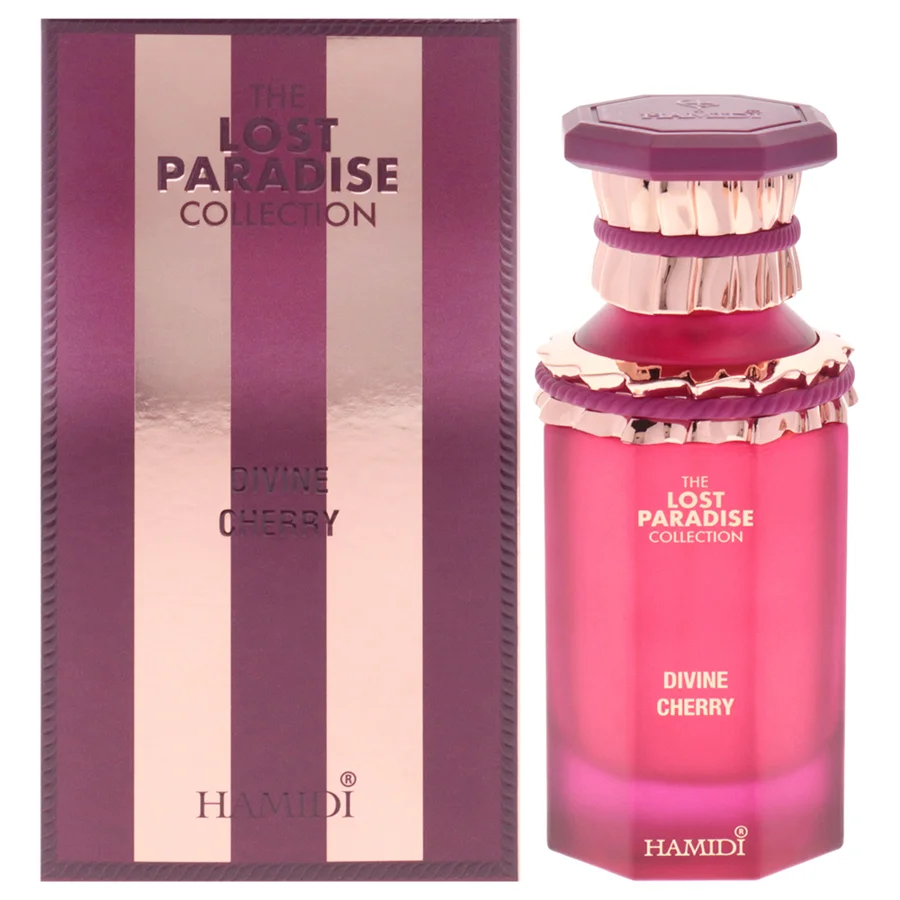 THE
LOST
PARADISE
COLLECTION
DIVINE
CHERRY
HAMIDI®
HAMIDI
THE
LOST
PARADISE
COLLECTION
DIVINE
CHERRY
HAMIDI®